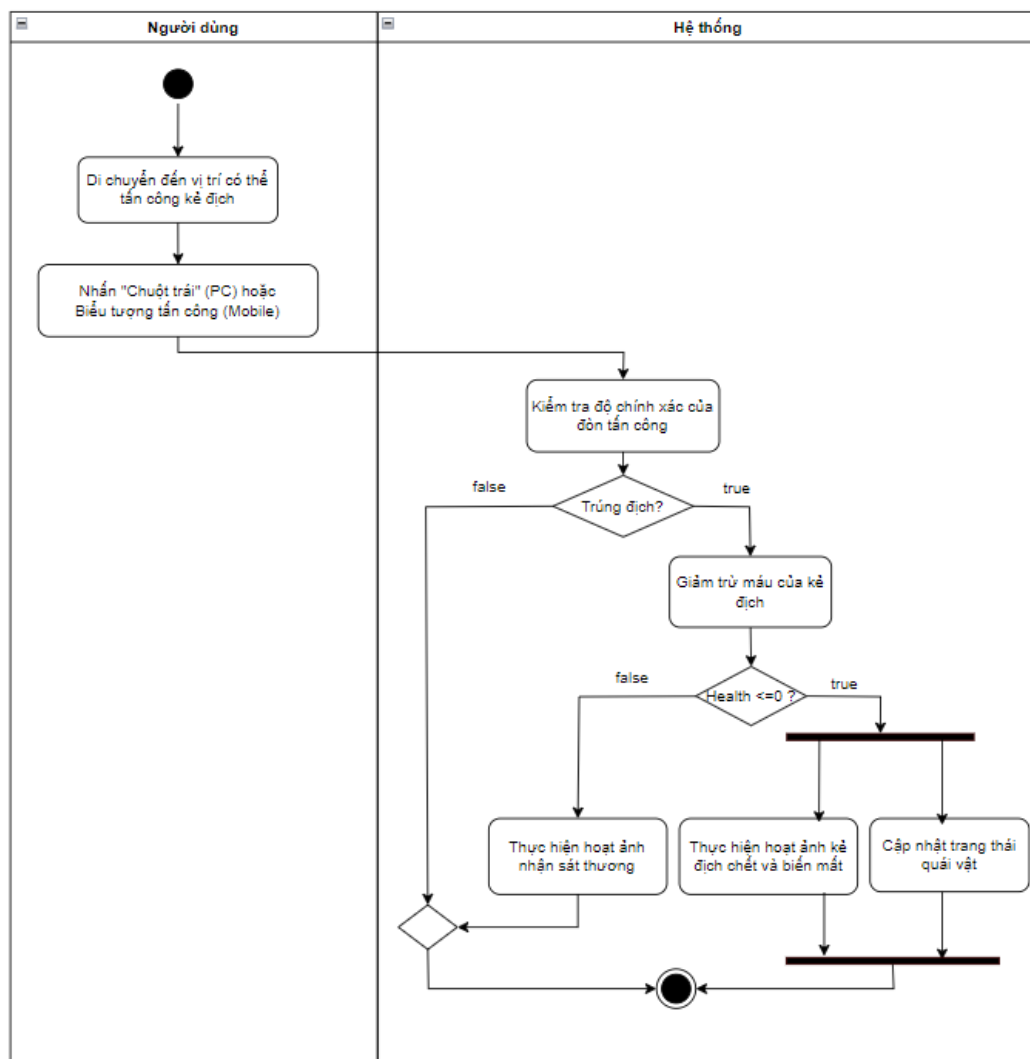 Người dùng
Hệ thống
Di chuyển đến vị trí có thể
tấn công kẻ địch
Nhấn "Chuột trái" (PC) hoặc
Biểu tượng tấn công (Mobile)
Kiểm tra độ chính xác của
đòn tấn công
false
Trúng địch?
true
Giảm trừ máu của kẻ
địch
false
Health <=0 ?
true
Thực hiện hoạt ảnh
nhận sát thương
Thực hiện hoạt ảnh kẻ
địch chết và biến mất
Cập nhật trang thái
quái vật